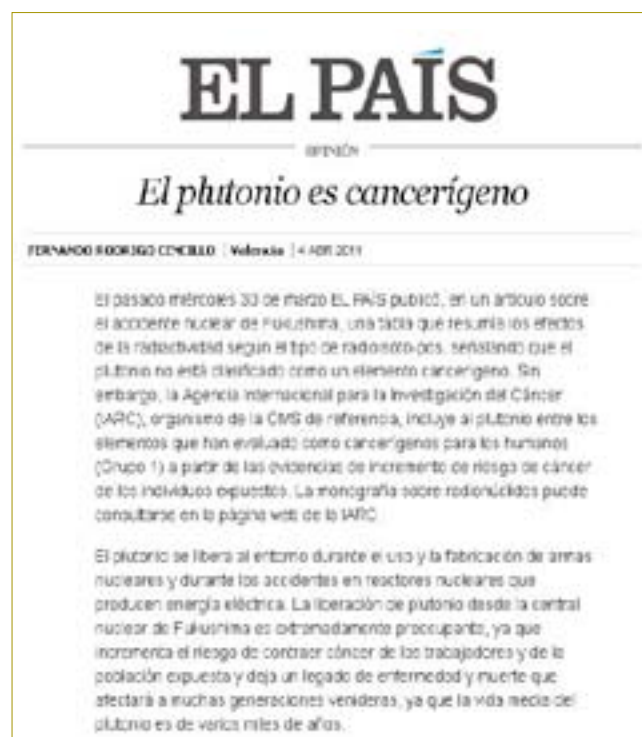 EL PAÍS
OPINIÓN
El plutonio es cancerígeno
FERNANDO RODRIGO CENCILLO | Valencia | 4 ABR 2011
El pasado miércoles 30 de marzo EL PAÍS publicó, en un artículo sobre
el accidente nuclear de Fukushima, una tabla que resumía los efectos
de la radiactividad según el tipo de radioisóto-pos, señalando que el
plutonio no está clasificado como un elemento cancerígeno. Sin
embargo, la Agencia Internacional para la Investigación del Cáncer
(IARC), organismo de la OMS de referencia, incluye al plutonio entre los
elementos que han evaluado como cancerígenos para los humanos
(Grupo 1) a partir de las evidencias de incremento de riesgo de cáncer
de los individuos expuestos. La monografía sobre radionúclidos puede
consultarse en la página web de la IARC.
El plutonio se libera al entorno durante el uso y la fabricación de armas
nucleares y durante los accidentes en reactores nucleares que
producen energía eléctrica. La liberación de plutonio desde la central
nuclear de Fukushima es extremadamente preocupante, ya que
incrementa el riesgo de contraer cáncer de los trabajadores y de la
población expuesta y deja un legado de enfermedad y muerte que
afectará a muchas generaciones venideras, ya que la vida media del
plutonio es de varios miles de años.